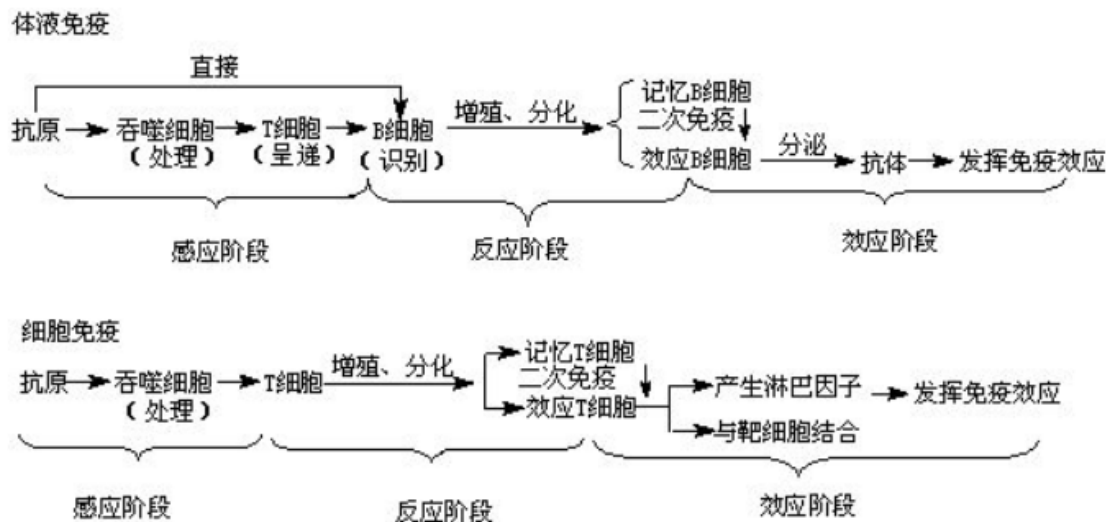 体液免疫
直接
抗原 吞噬细胞 T细胞 B细胞 增殖、分化 记忆B细胞
(处理) (呈递) (识别) 二次免疫
效应B细胞 分泌 抗体 发挥免疫效应
感应阶段 反应阶段 效应阶段
细胞免疫
抗原 吞噬细胞 T细胞 增殖、分化 记忆T细胞
(处理) 二次免疫
效应T细胞 产生淋巴因子 发挥免疫效应
与靶细胞结合
感应阶段 反应阶段 效应阶段